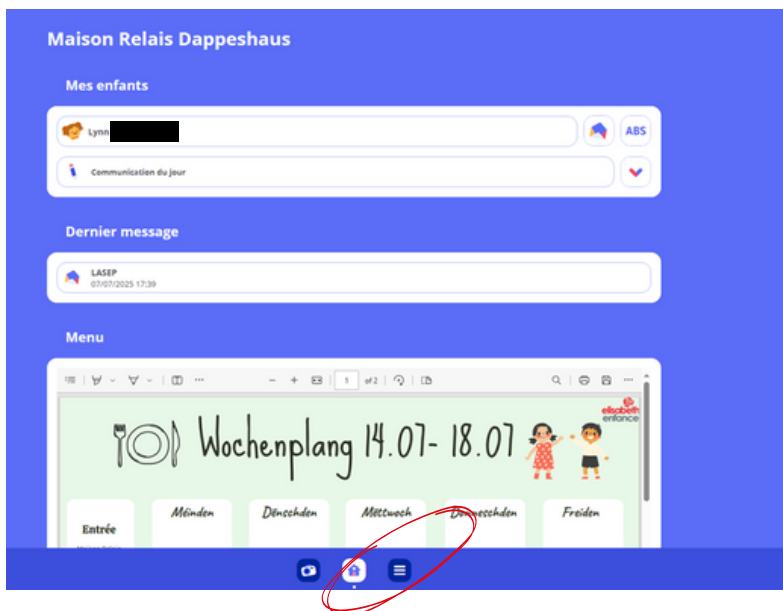 Maison Relais Dappeshaus
Mes enfants
Lynn
ABS
Communication du jour
Dernier message
LASEP
07/07/2025 17:39
Menu
1 of 2
elisabeth
enfance
Wochenplang 14.07- 18.07
Méinden Dënschden Mëttwoch Donneschden Freiden
Entrée